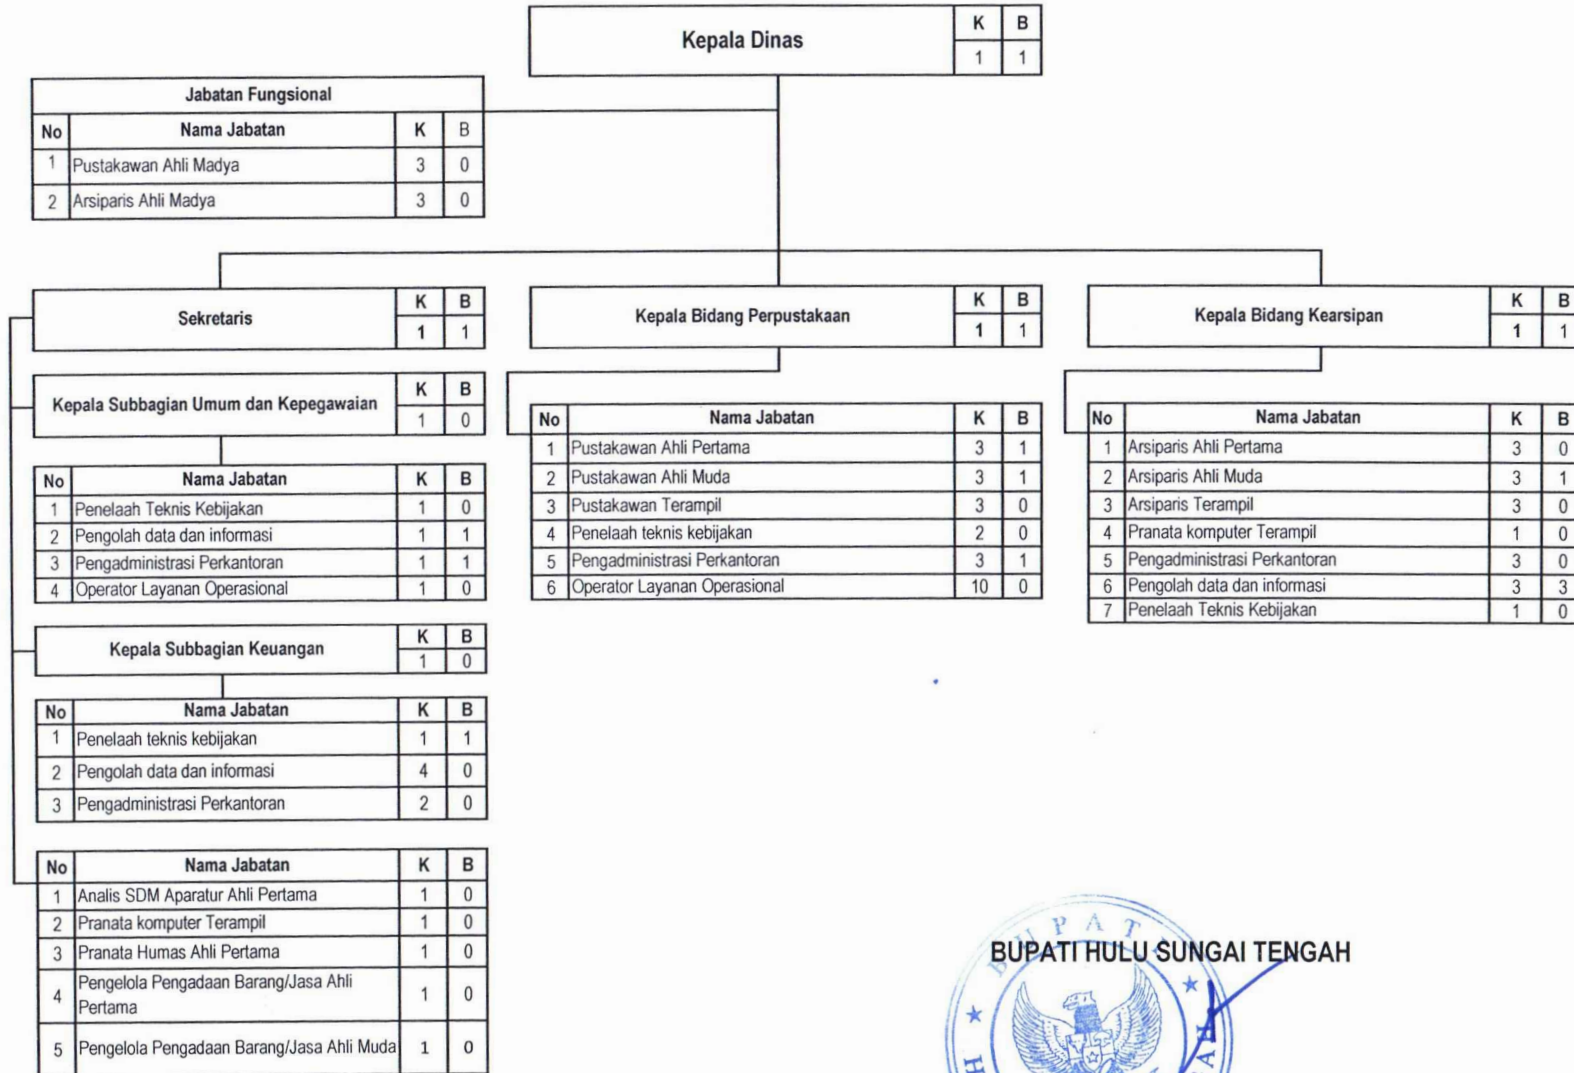 Kepala Dinas K B
1 1
Jabatan Fungsional
No Nama Jabatan K B
1 Pustakawan Ahli Madya 3 0
2 Arsiparis Ahli Madya 3 0
Sekretaris K B
1 1
Kepala Subbagian Umum dan Kepegawaian K B
1 0
No Nama Jabatan K B
1 Penelaah Teknis Kebijakan 1 0
2 Pengolah data dan informasi 1 1
3 Pengadministrasi Perkantoran 1 1
4 Operator Layanan Operasional 1 0
Kepala Subbagian Keuangan K B
1 0
No Nama Jabatan K B
1 Penelaah teknis kebijakan 1 1
2 Pengolah data dan informasi 4 0
3 Pengadministrasi Perkantoran 2 0
No Nama Jabatan K B
1 Analis SDM Aparatur Ahli Pertama 1 0
2 Pranata komputer Terampil 1 0
3 Pranata Humas Ahli Pertama 1 0
4 Pengelola Pengadaan Barang/Jasa Ahli
Pertama 1 0
5 Pengelola Pengadaan Barang/Jasa Ahli Muda 1 0
Kepala Bidang Perpustakaan K B
1 1
No Nama Jabatan K B
1 Pustakawan Ahli Pertama 3 1
2 Pustakawan Ahli Muda 3 1
3 Pustakawan Terampil 3 0
4 Penelaah teknis kebijakan 2 0
5 Pengadministrasi Perkantoran 3 1
6 Operator Layanan Operasional 10 0
Kepala Bidang Kearsipan K B
1 1
No Nama Jabatan K B
1 Arsiparis Ahli Pertama 3 0
2 Arsiparis Ahli Muda 3 1
3 Arsiparis Terampil 3 0
4 Pranata komputer Terampil 1 0
5 Pengadministrasi Perkantoran 3 0
6 Pengolah data dan informasi 3 3
7 Penelaah Teknis Kebijakan 1 0
BUPATI HULU SUNGAI TENGAH
BUPATI